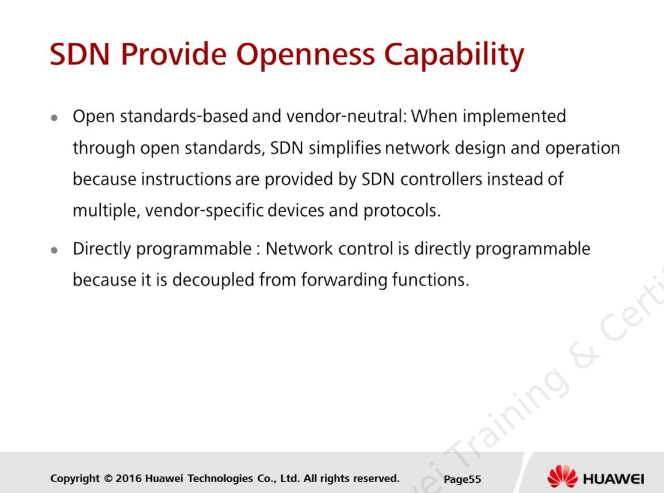 SDN Provide Openness Capability
Open standards-based and vendor-neutral: When implemented
through open standards, SDN simplifies network design and operation
because instructions are provided by SDN controllers instead of
multiple, vendor-specific devices and protocols.
Directly programmable : Network control is directly programmable
because it is decoupled from forwarding functions.
Training &
Copyright © 2016 Huawei Technologies Co., Ltd. All rights reserved.
Page55
HUAWEI